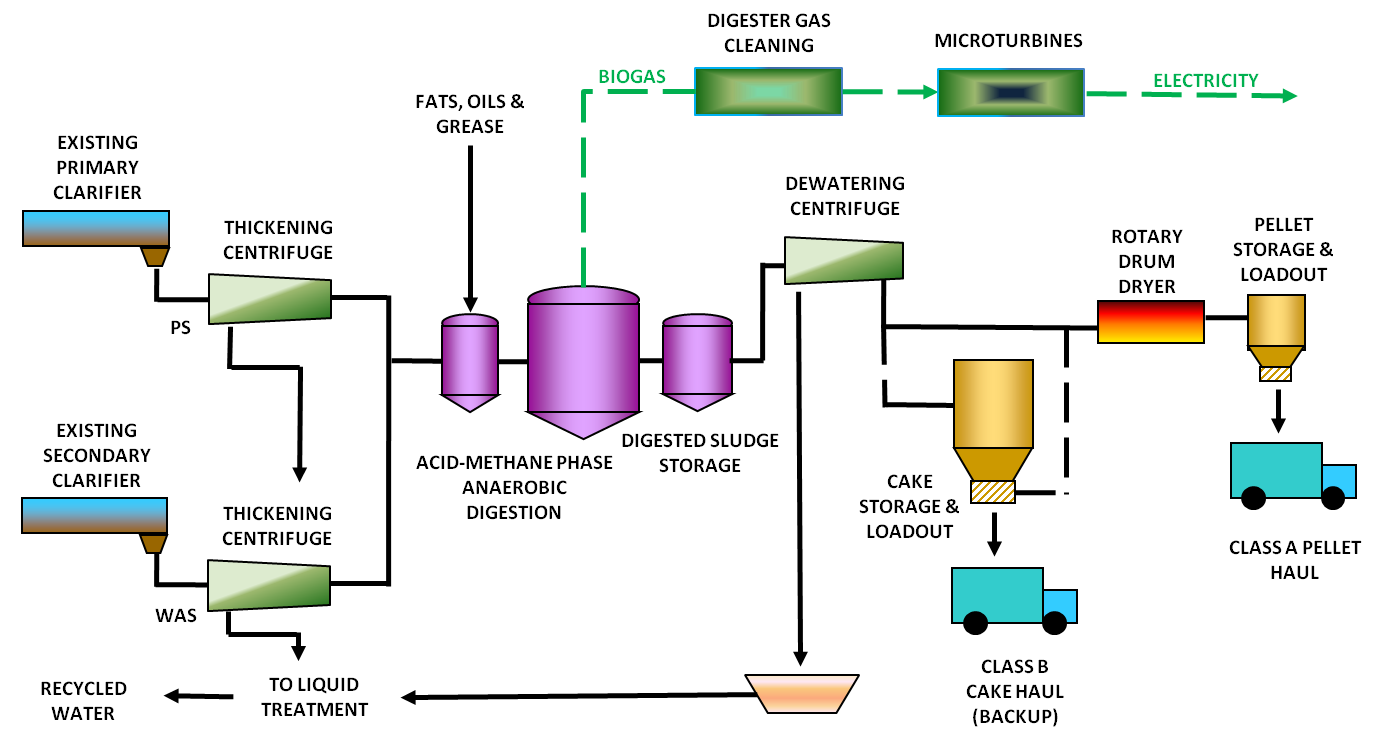 DIGESTER GAS
CLEANING
MICROTURBINES
BIOGAS
ELECTRICITY
FATS, OILS &
GREASE
EXISTING
PRIMARY
CLARIFIER
THICKENING
CENTRIFUGE
DEWATERING
CENTRIFUGE
ROTARY
DRUM
DRYER
PELLET
STORAGE &
LOADOUT
PS
EXISTING
SECONDARY
CLARIFIER
THICKENING
CENTRIFUGE
ACID-METHANE PHASE
ANAEROBIC
DIGESTION
DIGESTED SLUDGE
STORAGE
CAKE
STORAGE &
LOADOUT
CLASS A PELLET
HAUL
WAS
RECYCLED
WATER
TO LIQUID
TREATMENT
CLASS B
CAKE HAUL
(BACKUP)